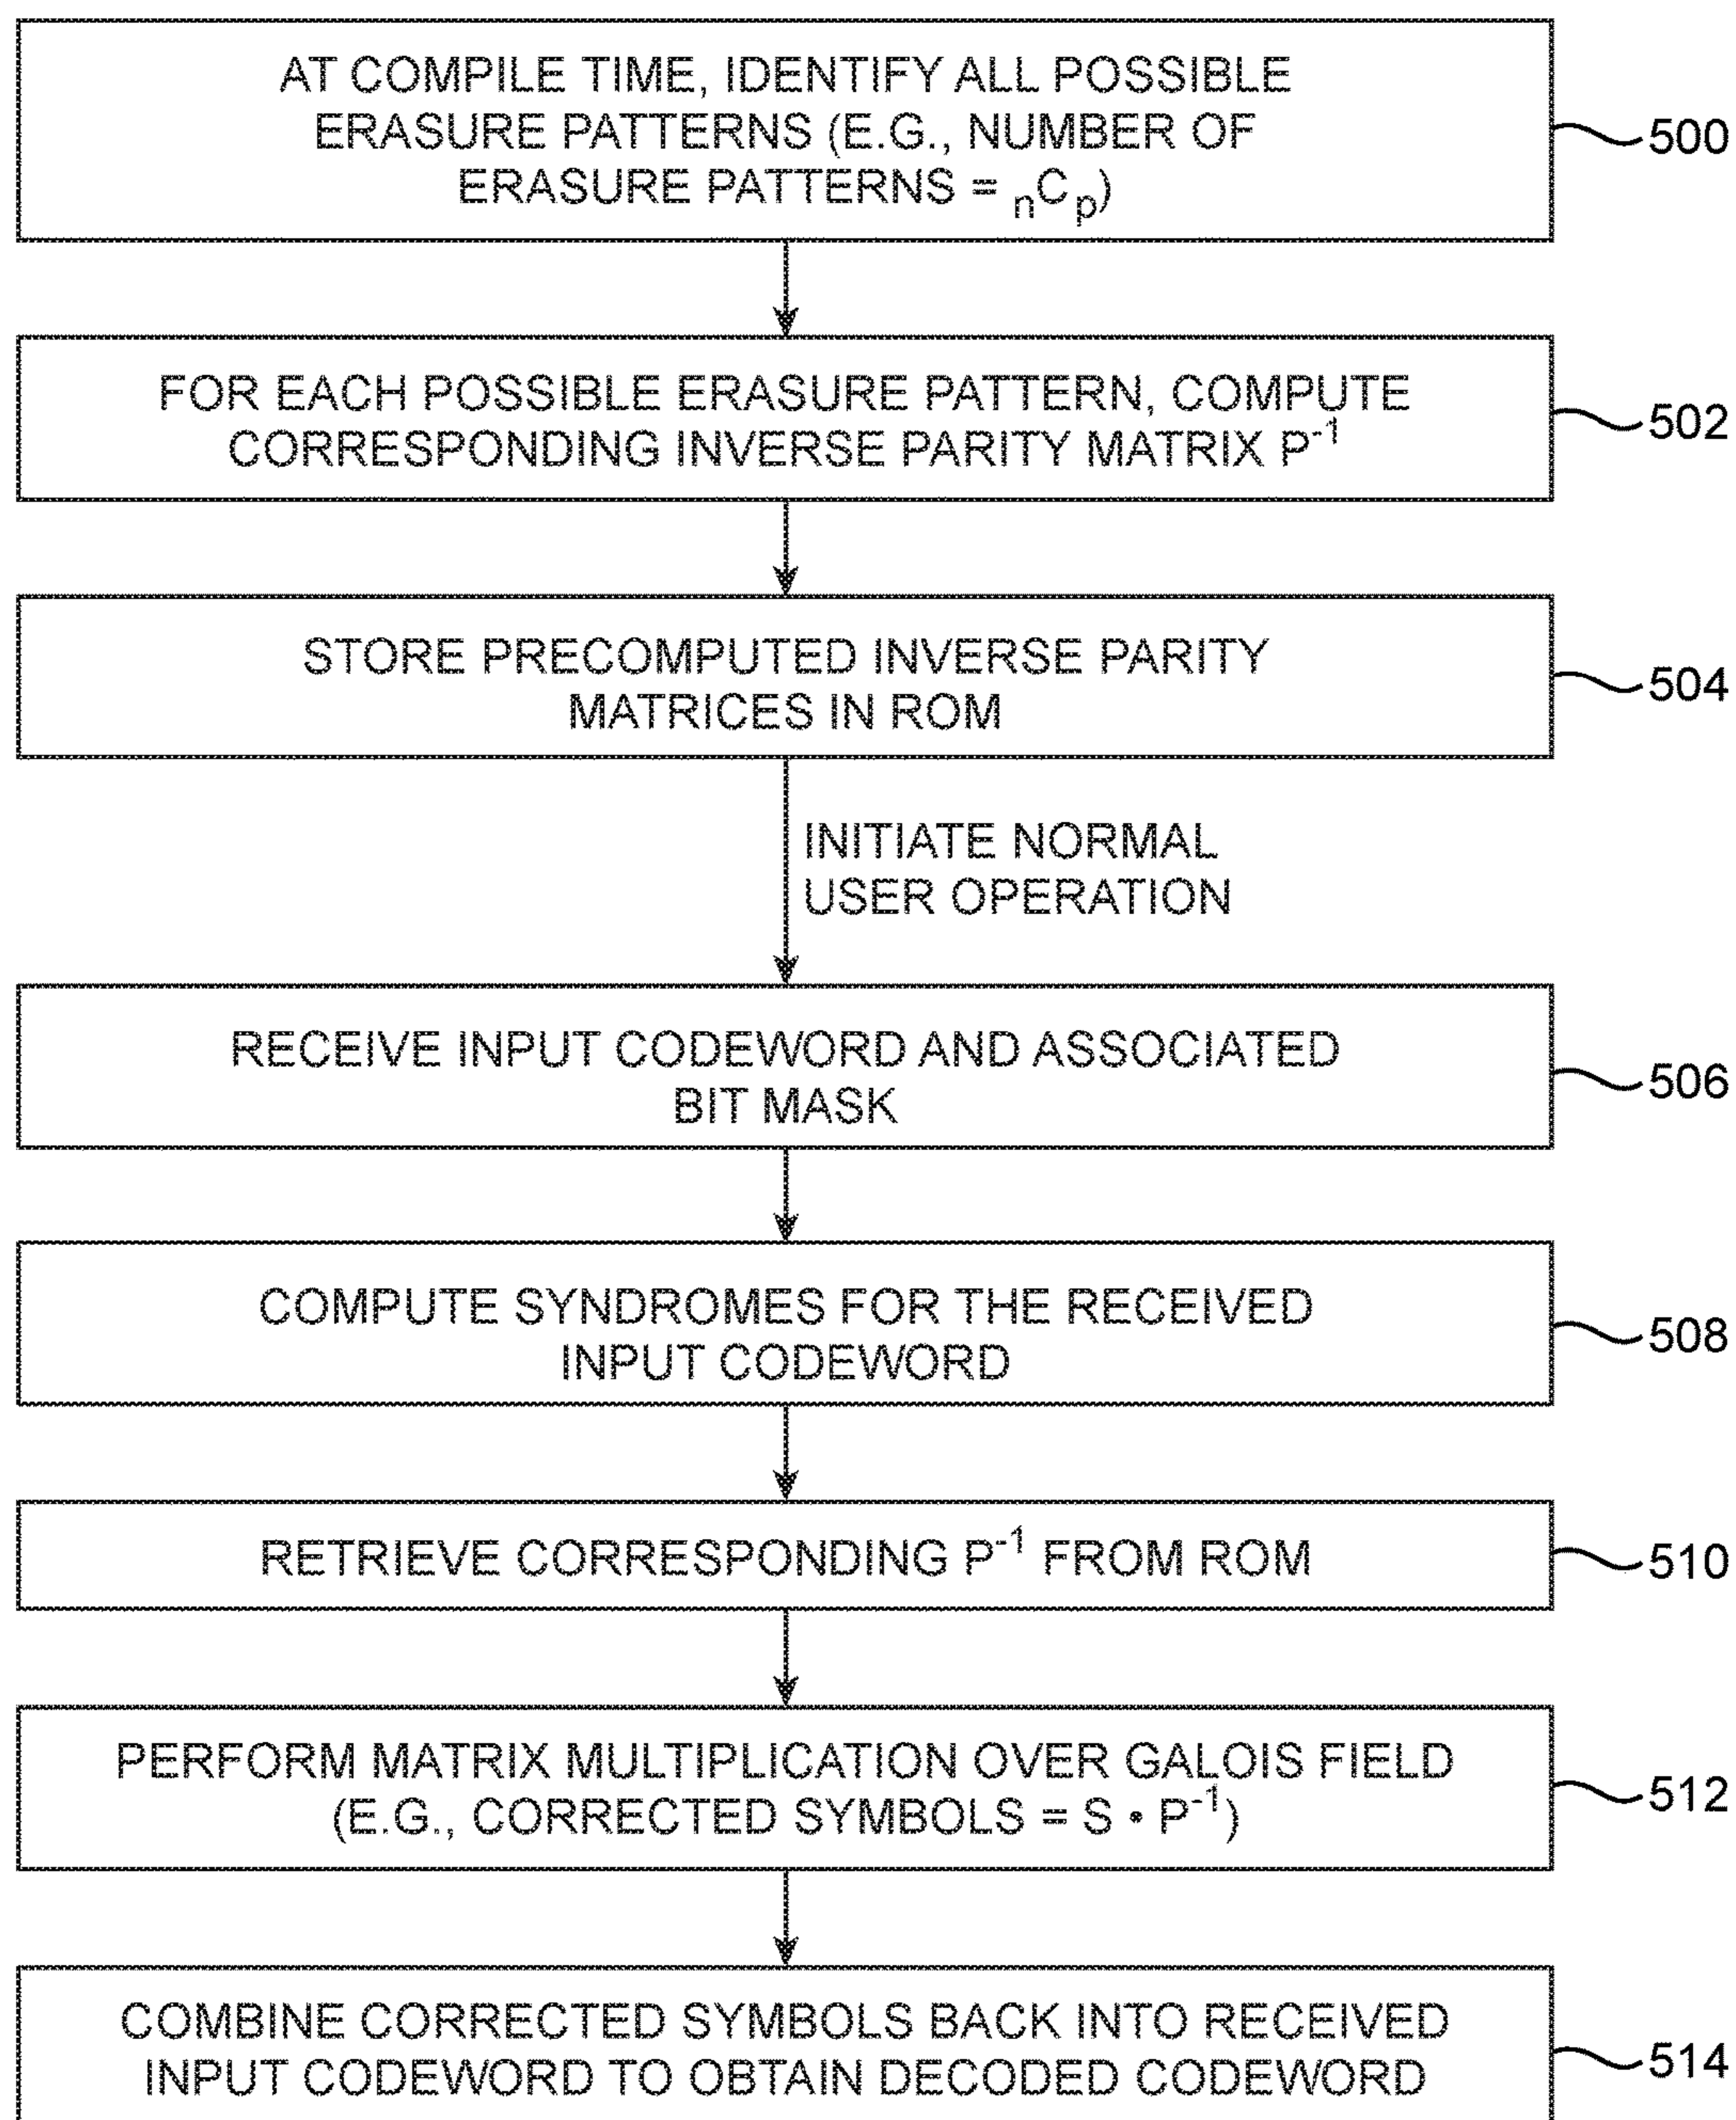 AT COMPILE TIME, IDENTIFY ALL POSSIBLE
ERASURE PATTERNS (E.G., NUMBER OF
ERASURE PATTERNS = ₙCₚ)
500
FOR EACH POSSIBLE ERASURE PATTERN, COMPUTE
CORRESPONDING INVERSE PARITY MATRIX P⁻¹
502
STORE PRECOMPUTED INVERSE PARITY
MATRICES IN ROM
504
INITIATE NORMAL
USER OPERATION
RECEIVE INPUT CODEWORD AND ASSOCIATED
BIT MASK
506
COMPUTE SYNDROMES FOR THE RECEIVED
INPUT CODEWORD
508
RETRIEVE CORRESPONDING P⁻¹ FROM ROM
510
PERFORM MATRIX MULTIPLICATION OVER GALOIS FIELD
(E.G., CORRECTED SYMBOLS = S • P⁻¹)
512
COMBINE CORRECTED SYMBOLS BACK INTO RECEIVED
INPUT CODEWORD TO OBTAIN DECODED CODEWORD
514